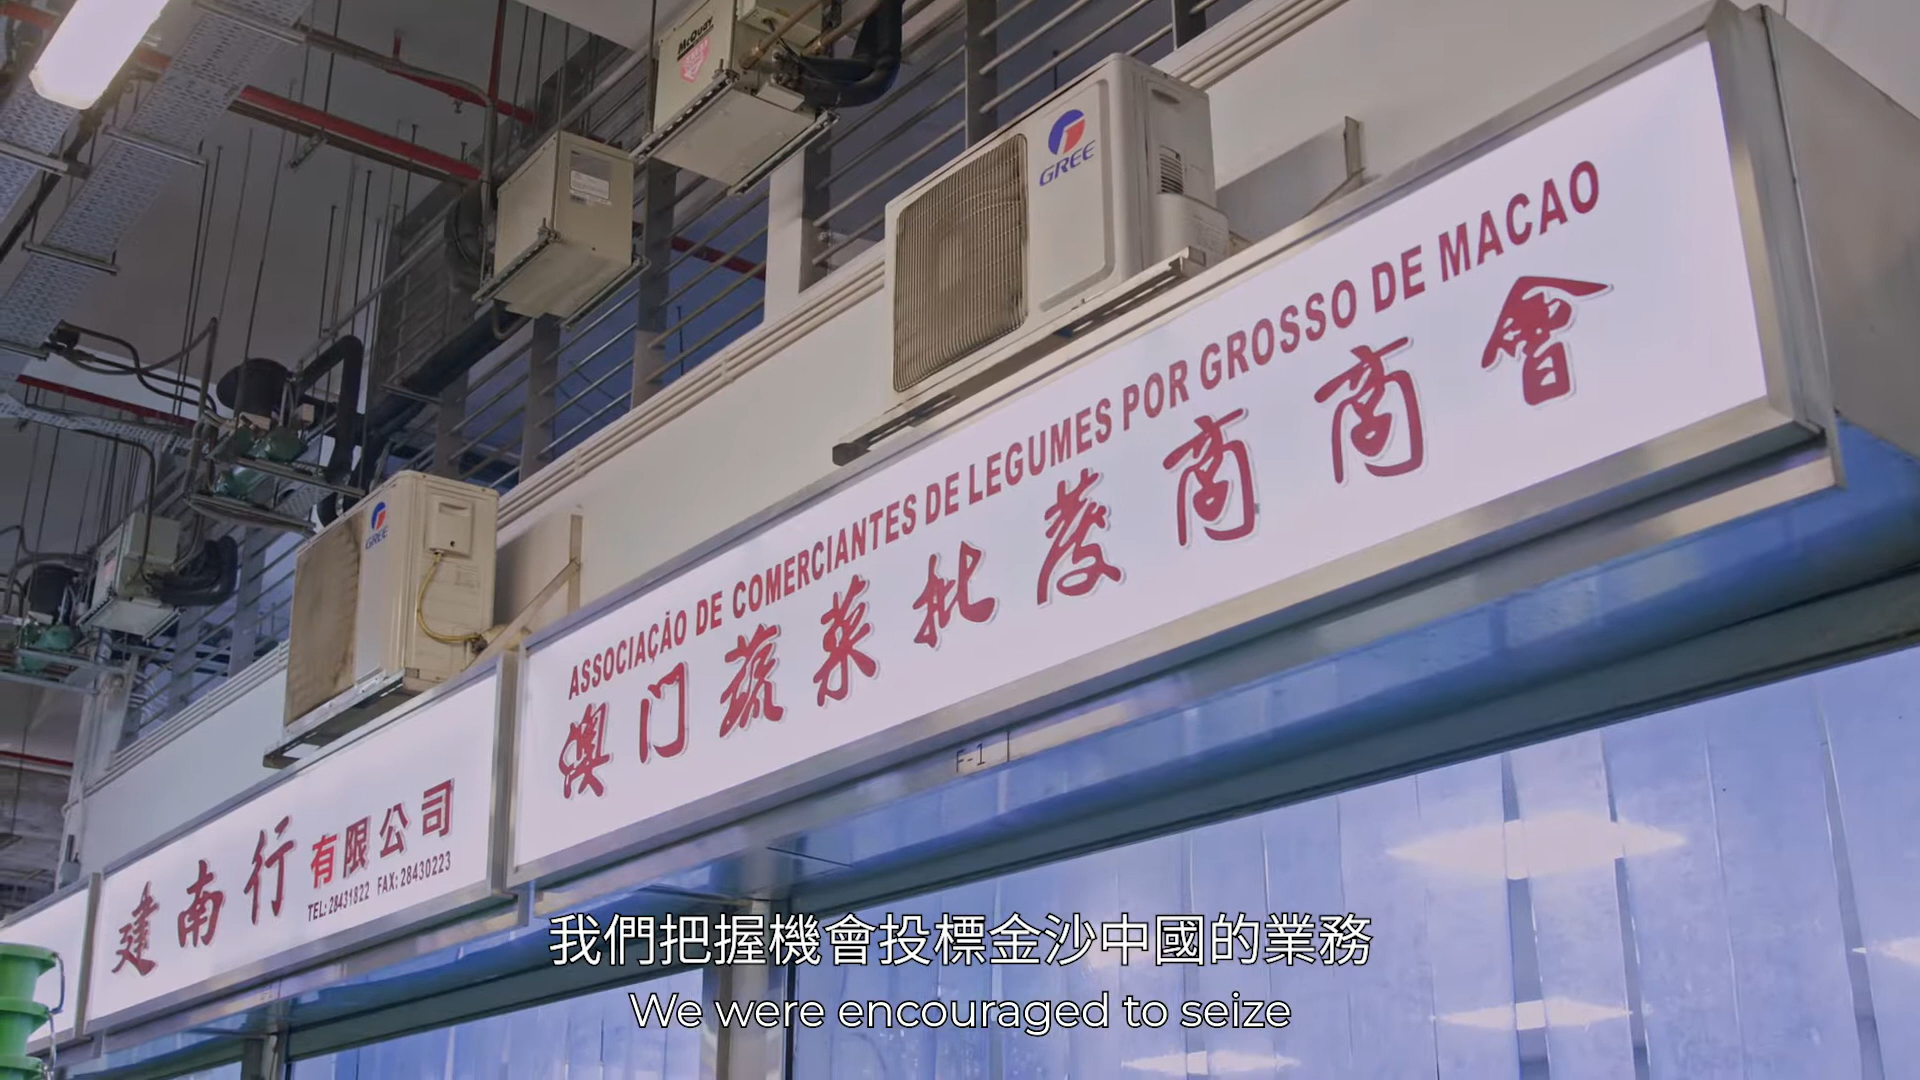 McQuay
GREE
GREE
ASSOCIAÇÃO DE COMERCIANTES DE LEGUMES POR GROSSO DE MACAO
澳门蔬菜批發商商會
F-1
建南行有限公司
TEL: 28431822 FAX: 28430223
我們把握機會投標金沙中國的業務
We were encouraged to seize